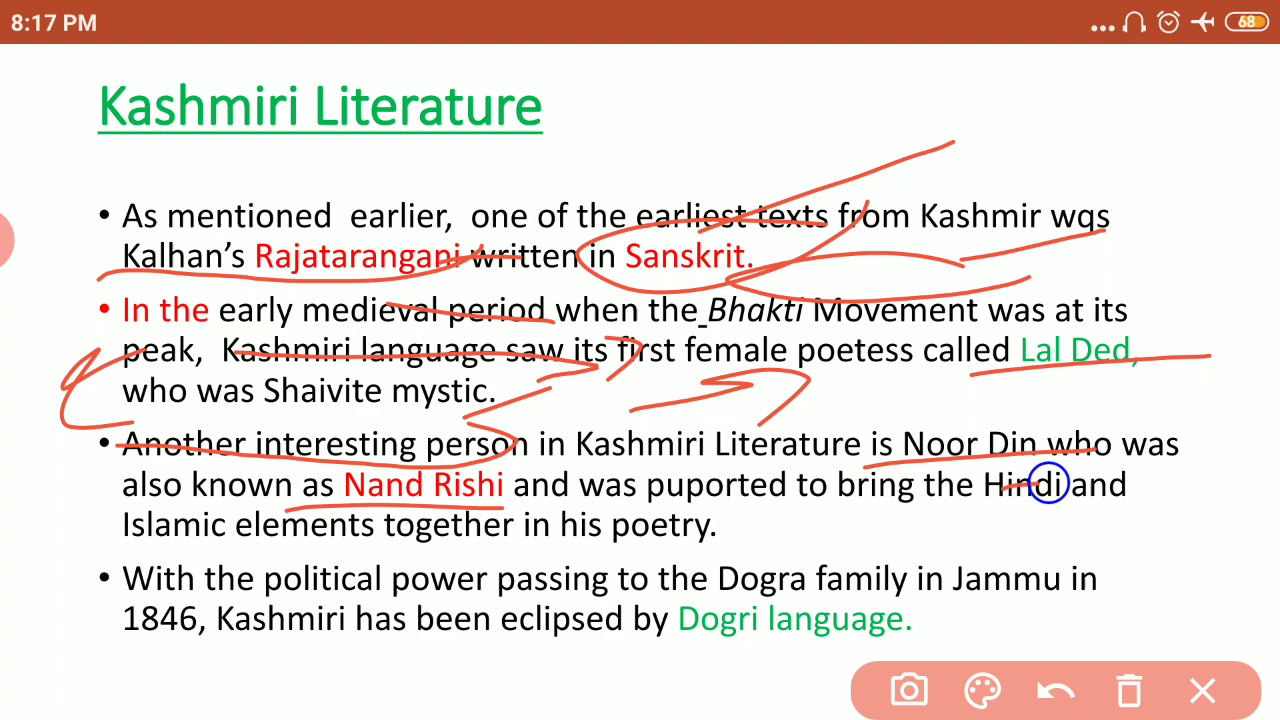 8:17 PM
68
Kashmiri Literature
• As mentioned earlier, one of the earliest texts from Kashmir wqs
Kalhan's Rajatarangani written in Sanskrit.
• In the early medieval period when the Bhakti Movement was at its
peak, Kashmiri language saw its first female poetess called Lal Ded,
who was Shaivite mystic.
• Another interesting person in Kashmiri Literature is Noor Din who was
also known as Nand Rishi and was puported to bring the Hindi and
Islamic elements together in his poetry.
• With the political power passing to the Dogra family in Jammu in
1846, Kashmiri has been eclipsed by Dogri language.